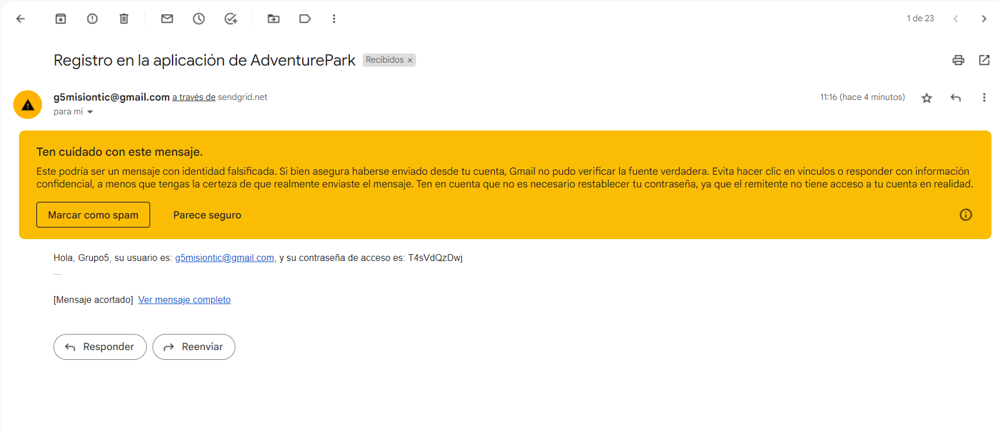 1 de 23
Registro en la aplicación de AdventurePark Recibidos ×
g5misiontic@gmail.com a través de sendgrid.net 11:16 (hace 4 minutos)
para mí
Ten cuidado con este mensaje.
Este podría ser un mensaje con identidad falsificada. Si bien asegura haberse enviado desde tu cuenta, Gmail no pudo verificar la fuente verdadera. Evita hacer clic en vínculos o responder con información
confidencial, a menos que tengas la certeza de que realmente enviaste el mensaje. Ten en cuenta que no es necesario restablecer tu contraseña, ya que el remitente no tiene acceso a tu cuenta en realidad.
Marcar como spam Parece seguro
Hola, Grupo5, su usuario es: g5misiontic@gmail.com, y su contraseña de acceso es: T4sVdQzDwj
...
[Mensaje acortado] Ver mensaje completo
Responder Reenviar